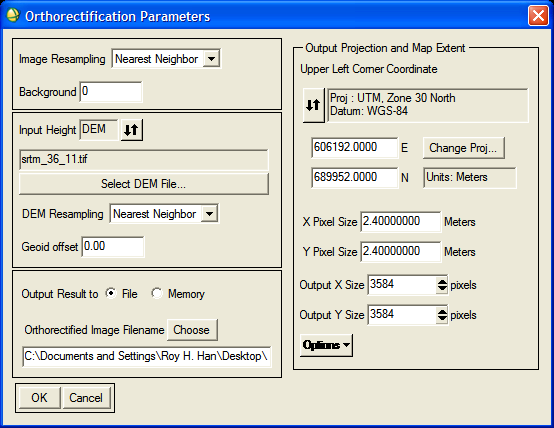 Orthorectification Parameters
Image Resampling Nearest Neighbor
Background 0
Input Height DEM
srtm_36_11.tif
Select DEM File...
DEM Resampling Nearest Neighbor
Geoid offset 0.00
Output Result to File Memory
Orthorectified Image Filename Choose
C:\Documents and Settings\Roy H. Han\Desktop\
OK Cancel
Output Projection and Map Extent
Upper Left Corner Coordinate
Proj : UTM, Zone 30 North
Datum: WGS-84
606192.0000 E Change Proj...
689952.0000 N Units: Meters
X Pixel Size 2.40000000 Meters
Y Pixel Size 2.40000000 Meters
Output X Size 3584 pixels
Output Y Size 3584 pixels
Options